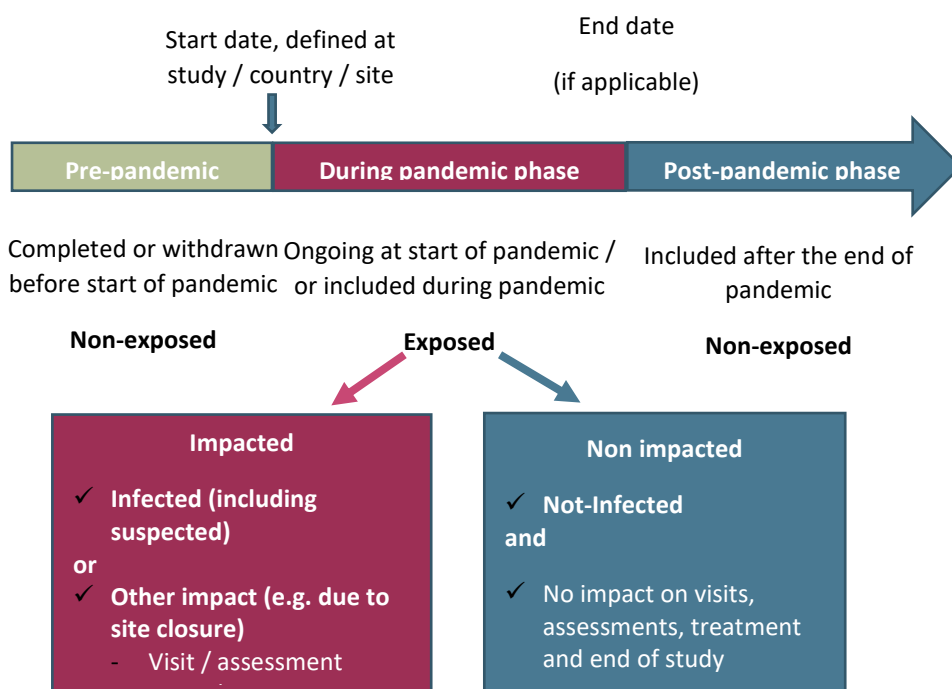 Start date, defined at
study / country / site
End date
(if applicable)
Pre-pandemic
During pandemic phase
Post-pandemic phase
Completed or withdrawn
before start of pandemic
Non-exposed
Ongoing at start of pandemic /
or included during pandemic
Exposed
Included after the end of
pandemic
Non-exposed
Impacted
✓ Infected (including
suspected)
or
✓ Other impact (e.g. due to
site closure)
- Visit / assessment
Non impacted
✓ Not-Infected
and
✓ No impact on visits,
assessments, treatment
and end of study